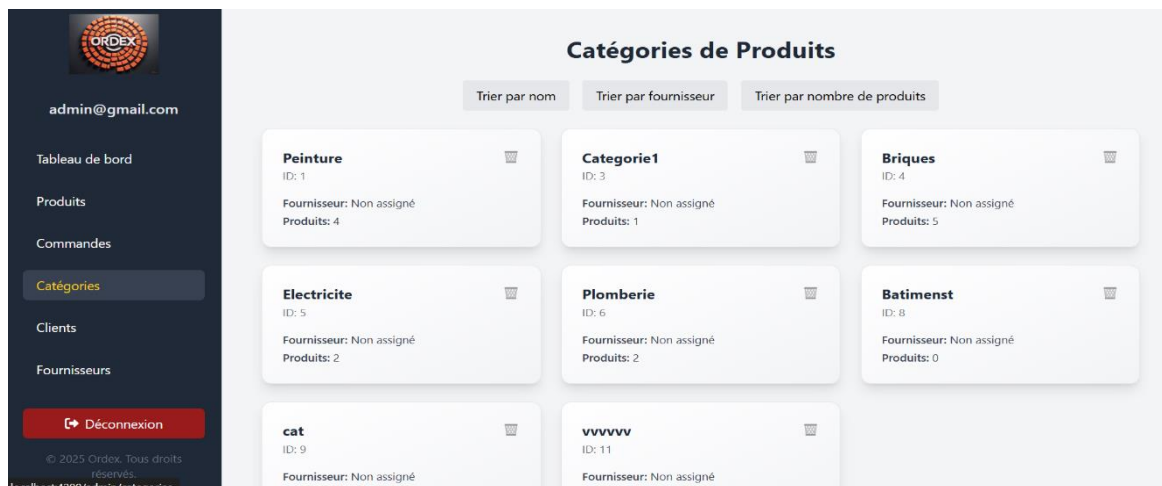 ORDEX
admin@gmail.com
Tableau de bord
Produits
Commandes
Catégories
Clients
Fournisseurs
Déconnexion
© 2025 Ordex. Tous droits
réservés.
Catégories de Produits
Trier par nom
Trier par fournisseur
Trier par nombre de produits
Peinture
ID: 1
Fournisseur: Non assigné
Produits: 4
Categorie1
ID: 3
Fournisseur: Non assigné
Produits: 1
Briques
ID: 4
Fournisseur: Non assigné
Produits: 5
Electricite
ID: 5
Fournisseur: Non assigné
Produits: 2
Plomberie
ID: 6
Fournisseur: Non assigné
Produits: 2
Batimenst
ID: 8
Fournisseur: Non assigné
Produits: 0
cat
ID: 9
Fournisseur: Non assigné
vvvvvv
ID: 11
Fournisseur: Non assigné